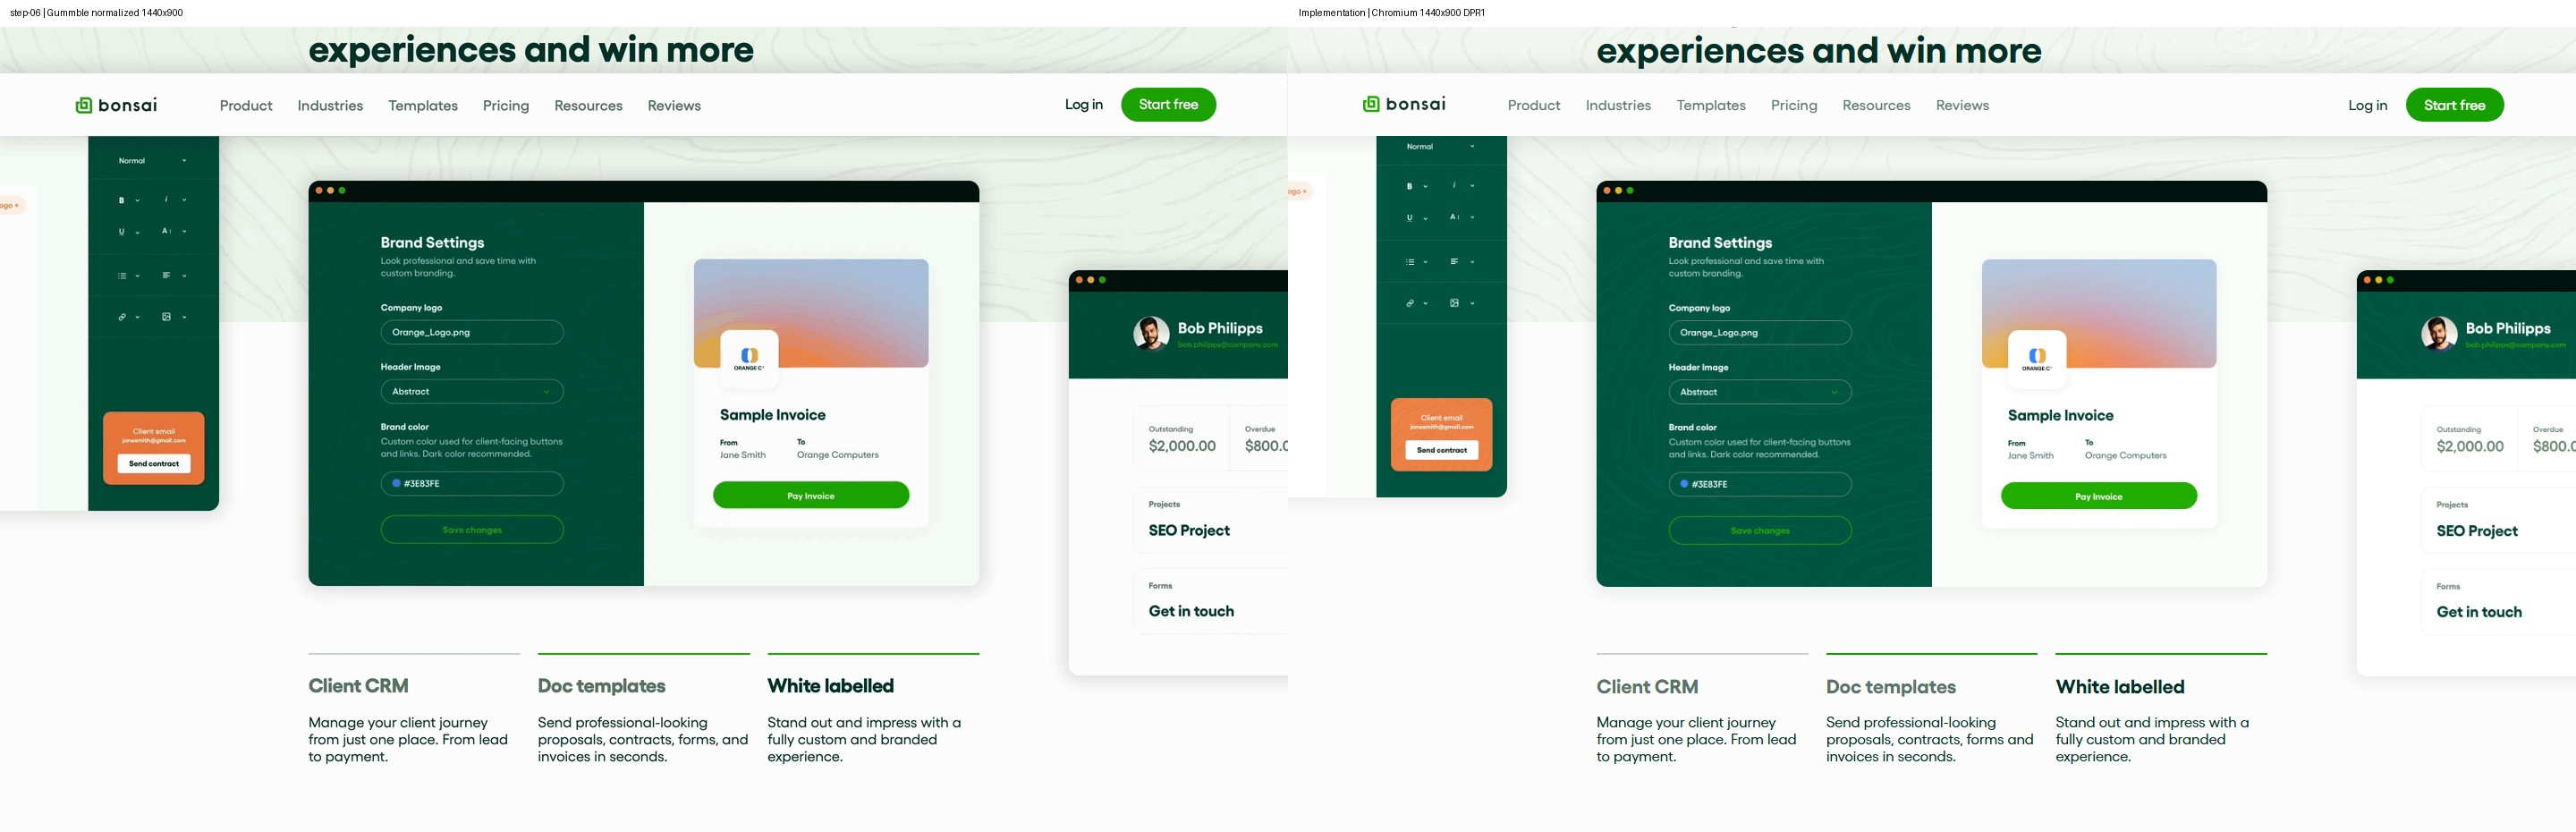 step-06 | Gummble normalized 1440x900
experiences and win more
bonsai
Product Industries Templates Pricing Resources Reviews
Log in
Start free
Normal
B
i
U
A
ogo +
Client email
janesmith@gmail.com
Send contract
Brand Settings
Look professional and save time with
custom branding.
Company logo
Orange_Logo.png
Header Image
Abstract
Brand color
Custom color used for client-facing buttons
and links. Dark color recommended.
#3E83FE
Save changes
ORANGE C°
Sample Invoice
From To
Jane Smith Orange Computers
Pay Invoice
Bob Philipps
bob.philipps@company.com
Outstanding Overdue
$2,000.00 $800.0
Projects
SEO Project
Forms
Get in touch
Client CRM
Manage your client journey
from just one place. From lead
to payment.
Doc templates
Send professional-looking
proposals, contracts, forms, and
invoices in seconds.
White labelled
Stand out and impress with a
fully custom and branded
experience.
Implementation | Chromium 1440x900 DPR1
experiences and win more
bonsai
Product Industries Templates Pricing Resources Reviews
Log in
Start free
Normal
B
i
U
A
ogo +
Client email
janesmith@gmail.com
Send contract
Brand Settings
Look professional and save time with
custom branding.
Company logo
Orange_Logo.png
Header Image
Abstract
Brand color
Custom color used for client-facing buttons
and links. Dark color recommended.
#3E83FE
Save changes
ORANGE C°
Sample Invoice
From To
Jane Smith Orange Computers
Pay Invoice
Bob Philipps
bob.philipps@company.com
Outstanding Overdue
$2,000.00 $800.0
Projects
SEO Project
Forms
Get in touch
Client CRM
Manage your client journey
from just one place. From lead
to payment.
Doc templates
Send professional-looking
proposals, contracts, forms and
invoices in seconds.
White labelled
Stand out and impress with a
fully custom and branded
experience.